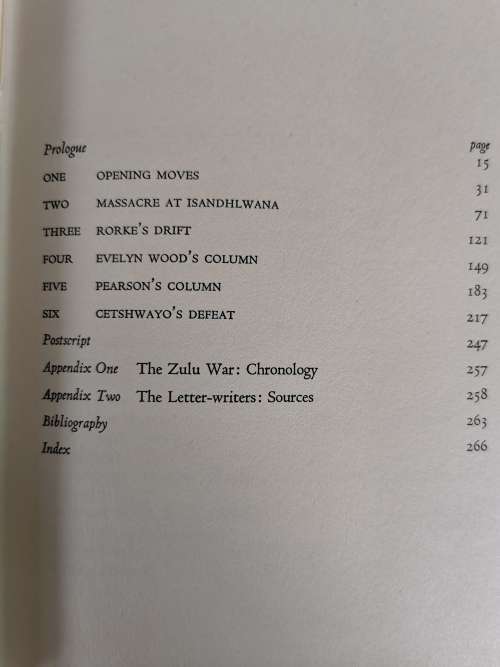 page
Prologue 15
ONE OPENING MOVES 31
TWO MASSACRE AT ISANDHLWANA 71
THREE RORKE'S DRIFT 121
FOUR EVELYN WOOD'S COLUMN 149
FIVE PEARSON'S COLUMN 183
SIX CETSHWAYO'S DEFEAT 217
Postscript 247
Appendix One The Zulu War: Chronology 257
Appendix Two The Letter-writers: Sources 258
Bibliography 263
Index 266